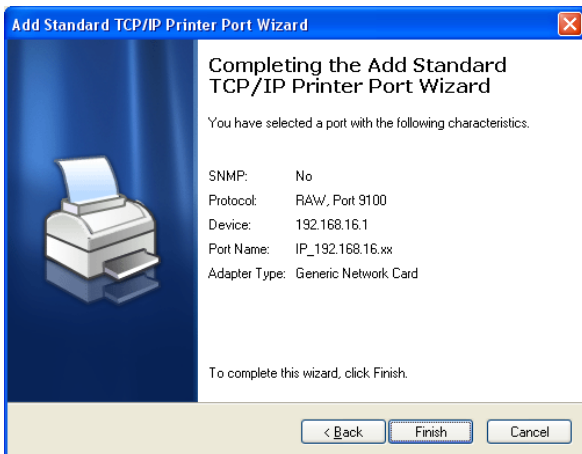 Add Standard TCP/IP Printer Port Wizard
Completing the Add Standard
TCP/IP Printer Port Wizard
You have selected a port with the following characteristics.
SNMP: No
Protocol: RAW, Port 9100
Device: 192.168.16.1
Port Name: IP_192.168.16.xx
Adapter Type: Generic Network Card
To complete this wizard, click Finish.
< Back Finish Cancel